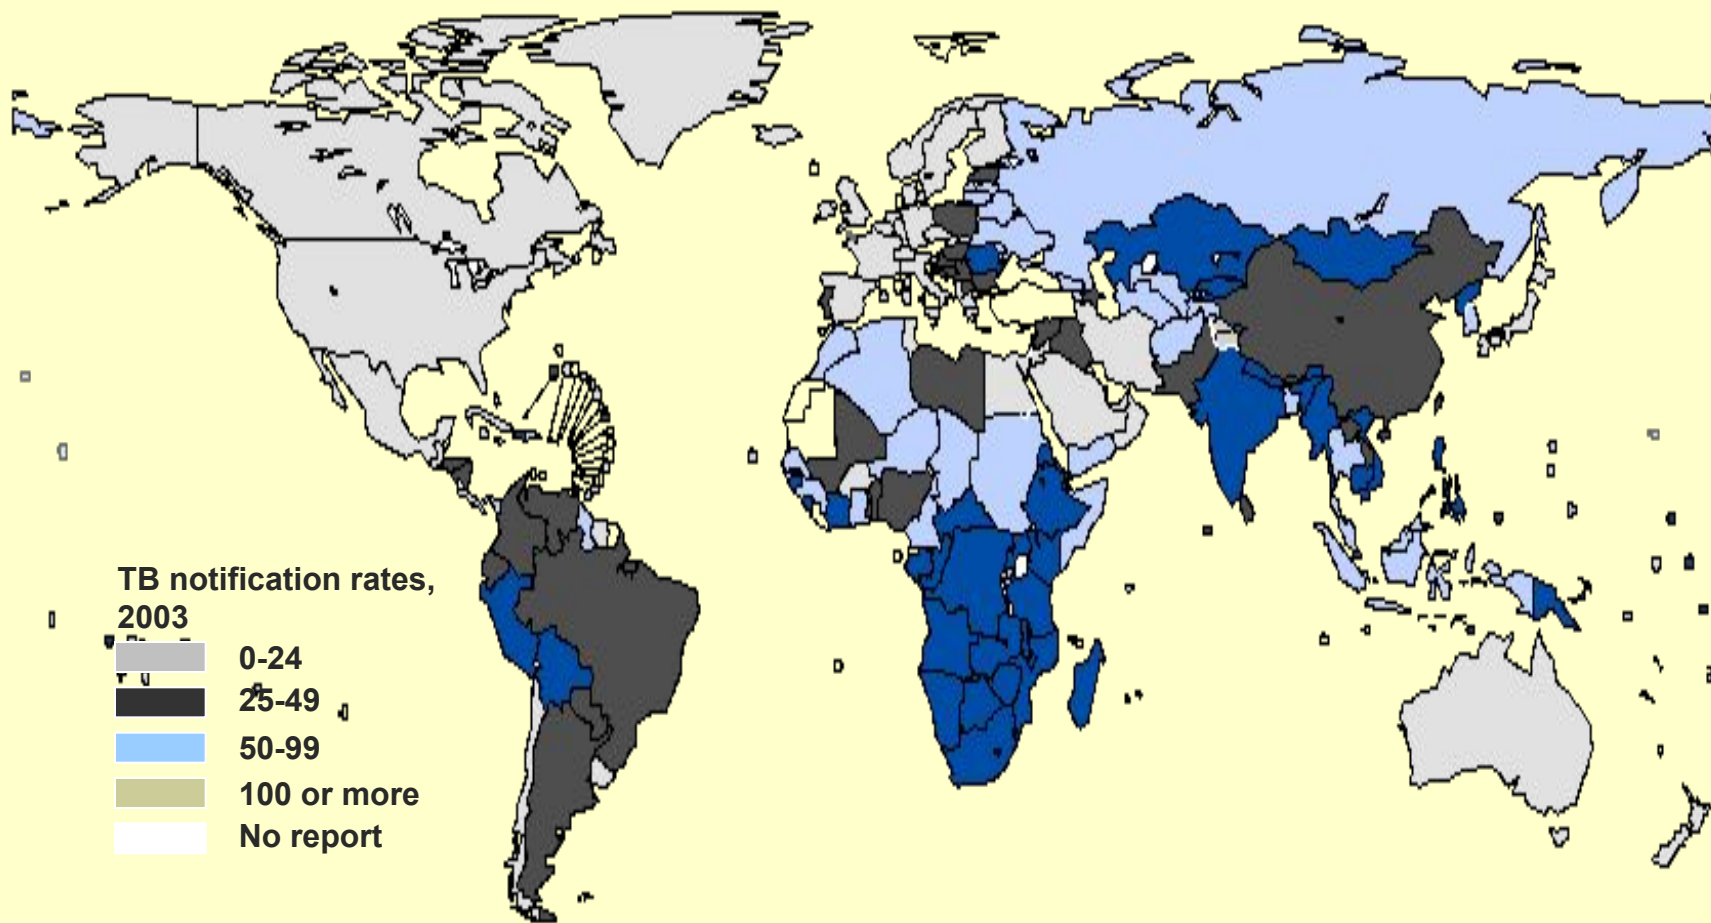 TB notification rates,
2003
0-24
25-49
50-99
100 or more
No report